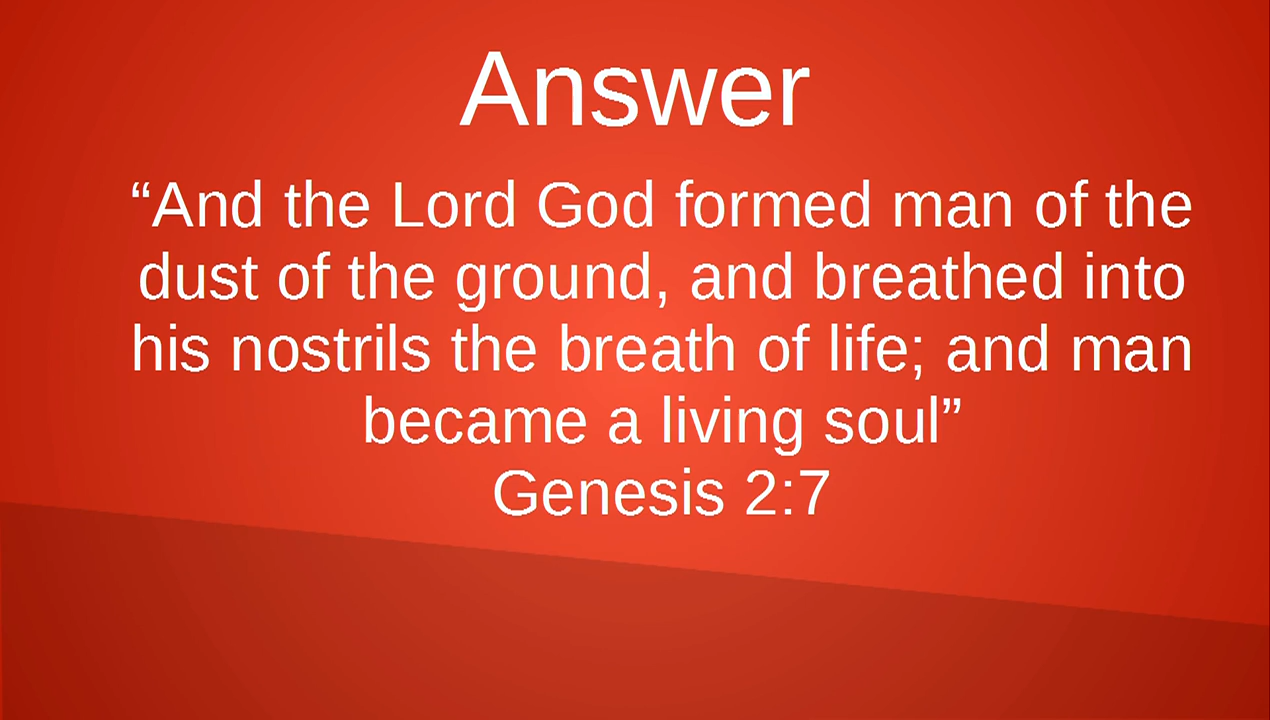 Answer
“And the Lord God formed man of the
dust of the ground, and breathed into
his nostrils the breath of life; and man
became a living soul”
Genesis 2:7